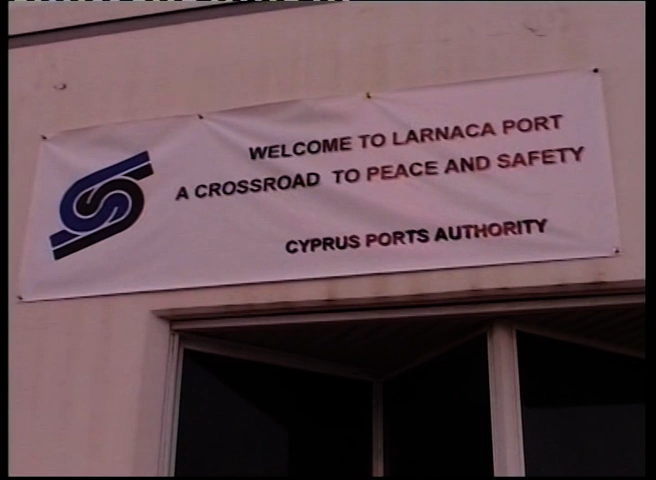 WELCOME TO LARNACA PORT
A CROSSROAD TO PEACE AND SAFETY
CYPRUS PORTS AUTHORITY